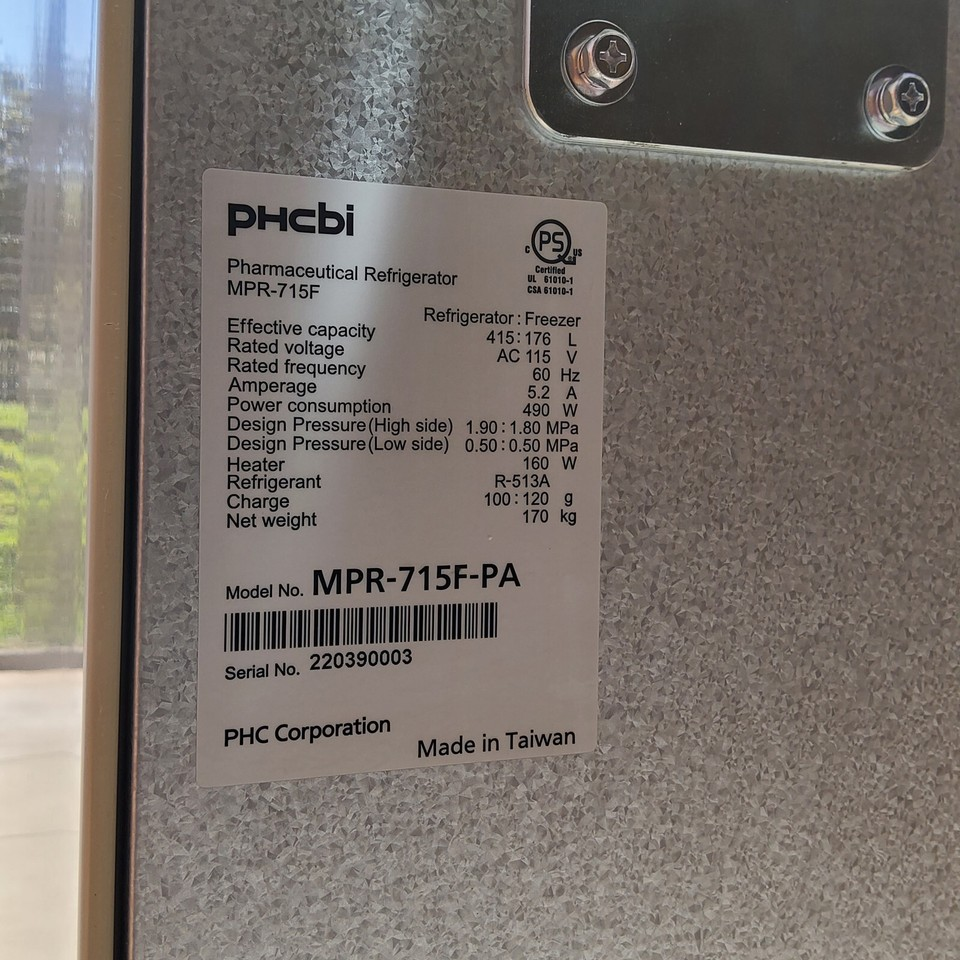 PHCbi
C PS US
Certified
UL 61010-1
CSA 61010-1
Pharmaceutical Refrigerator
MPR-715F
Refrigerator : Freezer
Effective capacity 415 : 176 L
Rated voltage AC 115 V
Rated frequency 60 Hz
Amperage 5.2 A
Power consumption 490 W
Design Pressure (High side) 1.90 : 1.80 MPa
Design Pressure (Low side) 0.50 : 0.50 MPa
Heater 160 W
Refrigerant R-513A
Charge 100 : 120 g
Net weight 170 kg
Model No. MPR-715F-PA
Serial No. 220390003
PHC Corporation
Made in Taiwan